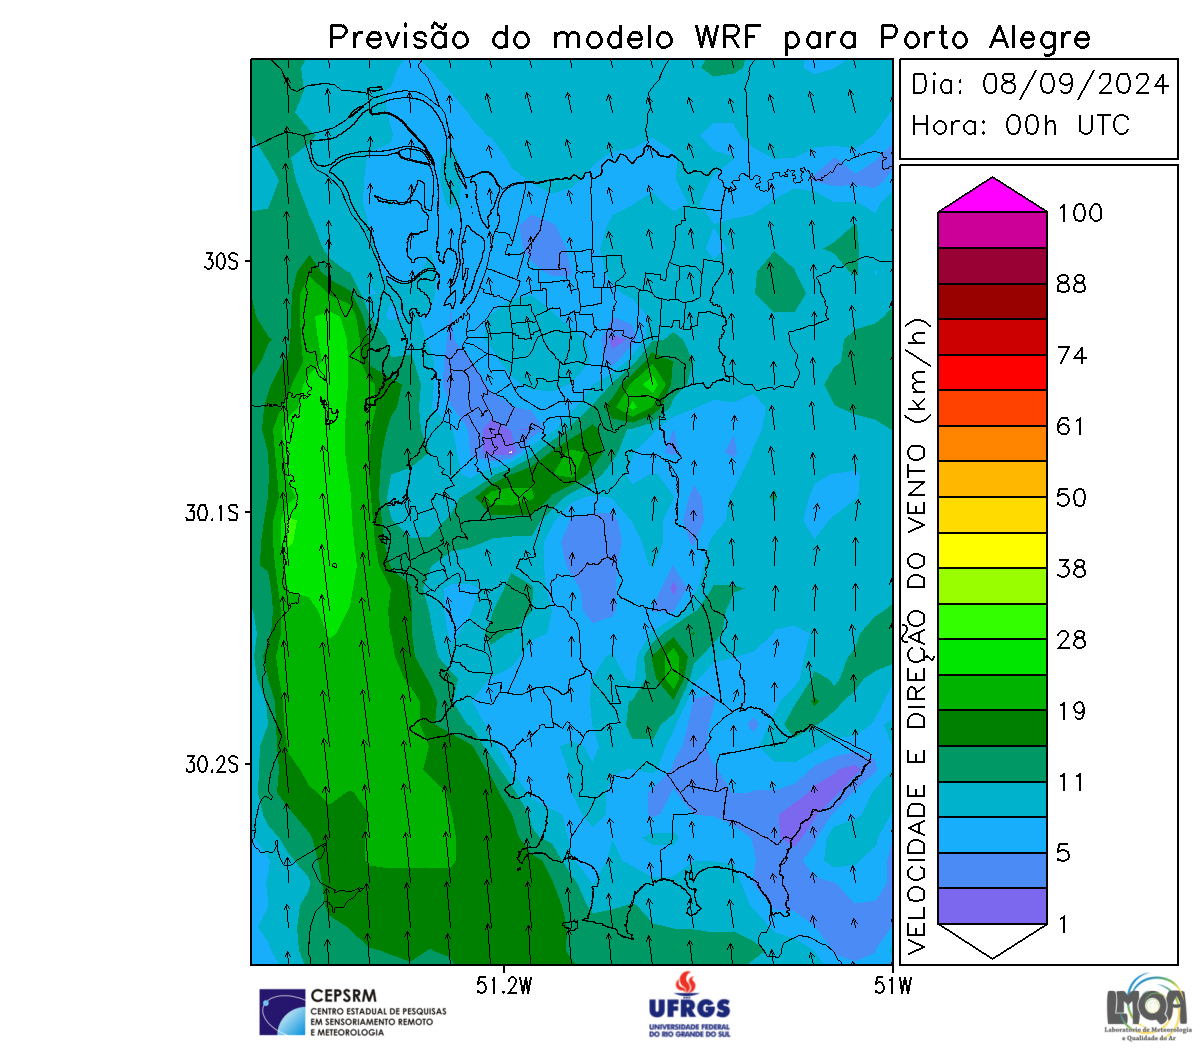 Previsão do modelo WRF para Porto Alegre
Dia: 08/09/2024
Hora: 00h UTC
30S
30.1S
30.2S
51.2W
51W
VELOCIDADE E DIREÇÃO DO VENTO (km/h)
100
88
74
61
50
38
28
19
11
5
1
CEPSRM
CENTRO ESTADUAL DE PESQUISAS
EM SENSORIAMENTO REMOTO
E METEOROLOGIA
UFRGS
UNIVERSIDADE FEDERAL
DO RIO GRANDE DO SUL
LMQA
Laboratório de Meteorologia
e Qualidade do Ar